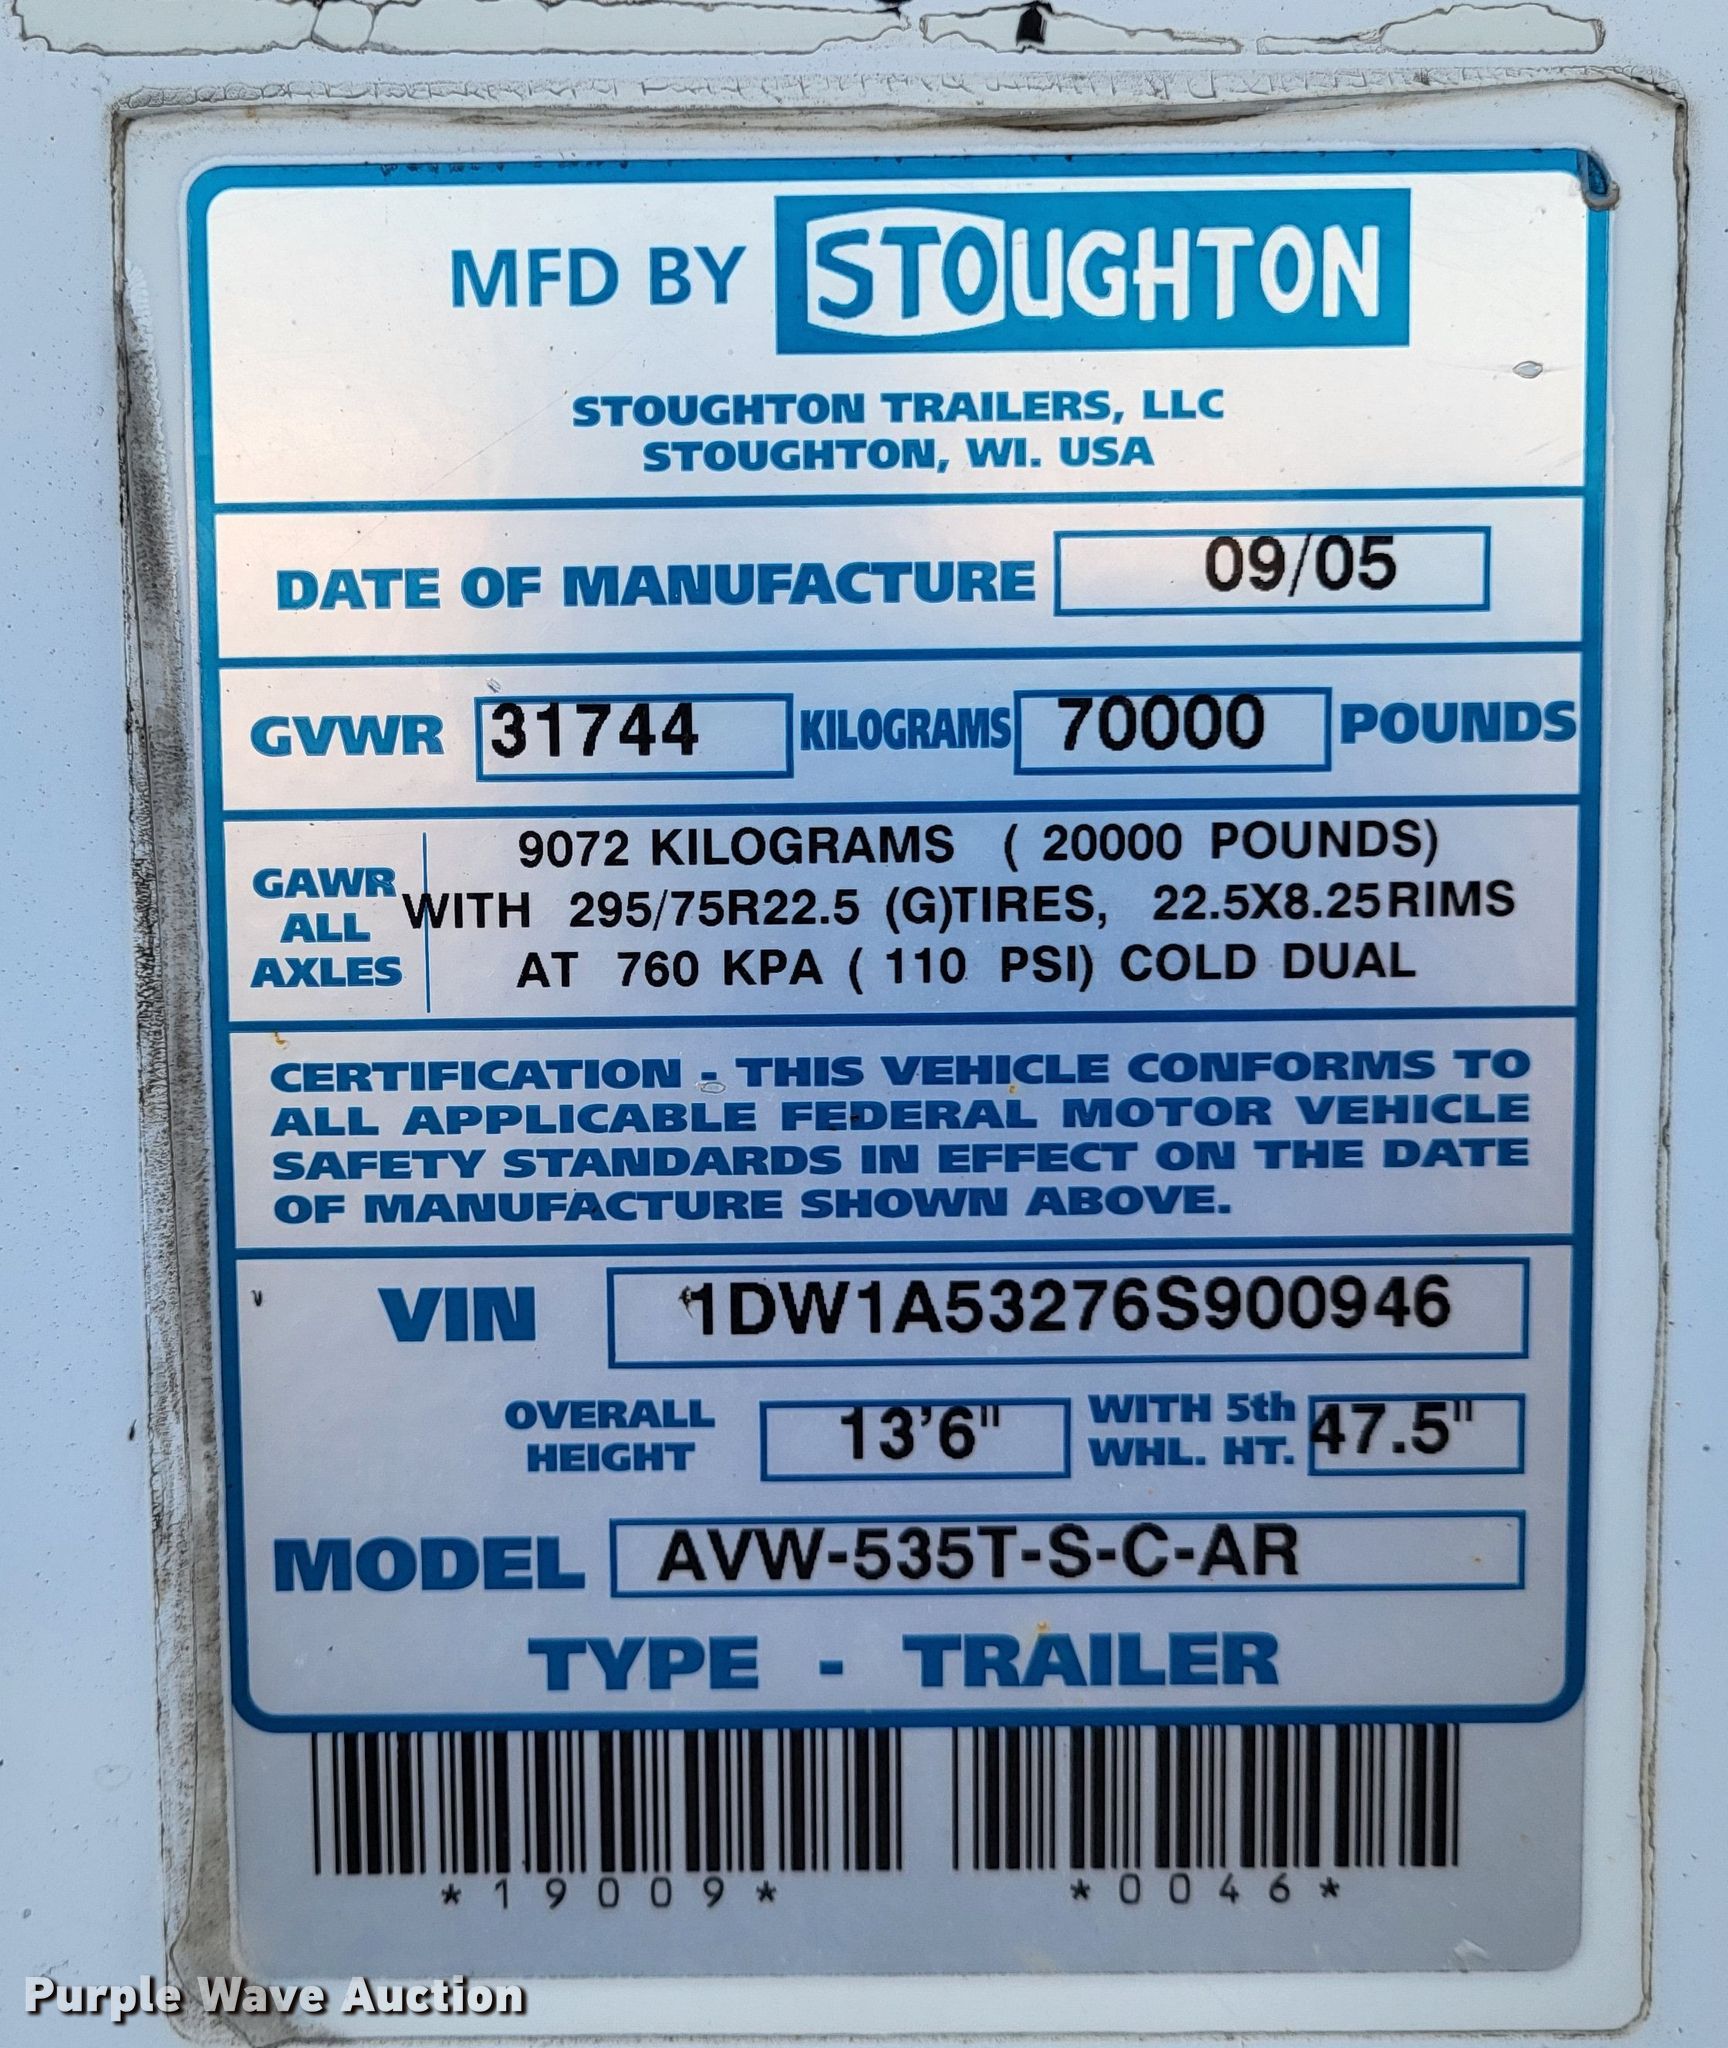 MFD BY STOUGHTON
STOUGHTON TRAILERS, LLC
STOUGHTON, WI. USA
DATE OF MANUFACTURE 09/05
GVWR 31744 KILOGRAMS 70000 POUNDS
GAWR ALL AXLES
9072 KILOGRAMS ( 20000 POUNDS)
WITH 295/75R22.5 (G)TIRES, 22.5X8.25RIMS
AT 760 KPA ( 110 PSI) COLD DUAL
CERTIFICATION - THIS VEHICLE CONFORMS TO
ALL APPLICABLE FEDERAL MOTOR VEHICLE
SAFETY STANDARDS IN EFFECT ON THE DATE
OF MANUFACTURE SHOWN ABOVE.
VIN 1DW1A53276S900946
OVERALL HEIGHT 13'6" WITH 5th WHL. HT. 47.5"
MODEL AVW-535T-S-C-AR
TYPE - TRAILER
*19009* *0046*
Purple Wave Auction